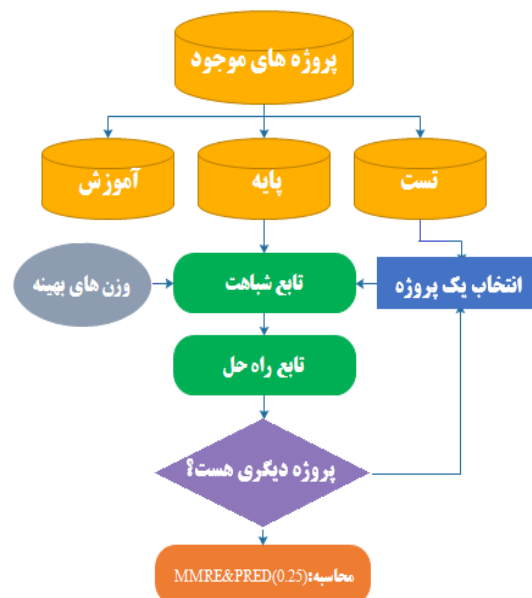 پروژه های موجود
تست
پایه
آموزش
انتخاب یک پروژه
تابع شباهت
وزن های بهینه
تابع راه حل
پروژه دیگری هست؟
محاسبه:MMRE&PRED(0.25)